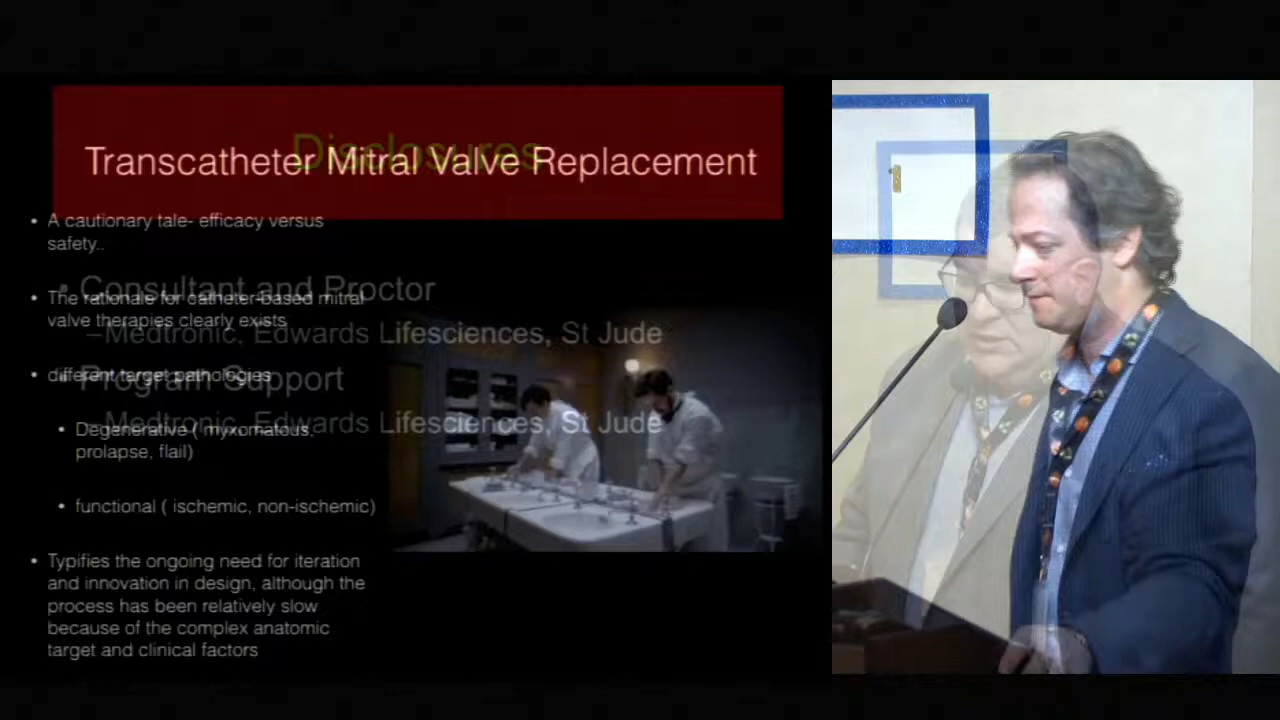 Disclosures
Transcatheter Mitral Valve Replacement
• A cautionary tale- efficacy versus
safety..
• Consultant and Proctor
• The rationale for catheter-based mitral
valve therapies clearly exists
–Medtronic, Edwards Lifesciences, St Jude
• different target pathologies
• Program Support
–Medtronic, Edwards Lifesciences, St Jude
• Degenerative ( myxomatous,
prolapse, flail)
• functional ( ischemic, non-ischemic)
• Typifies the ongoing need for iteration
and innovation in design, although the
process has been relatively slow
because of the complex anatomic
target and clinical factors